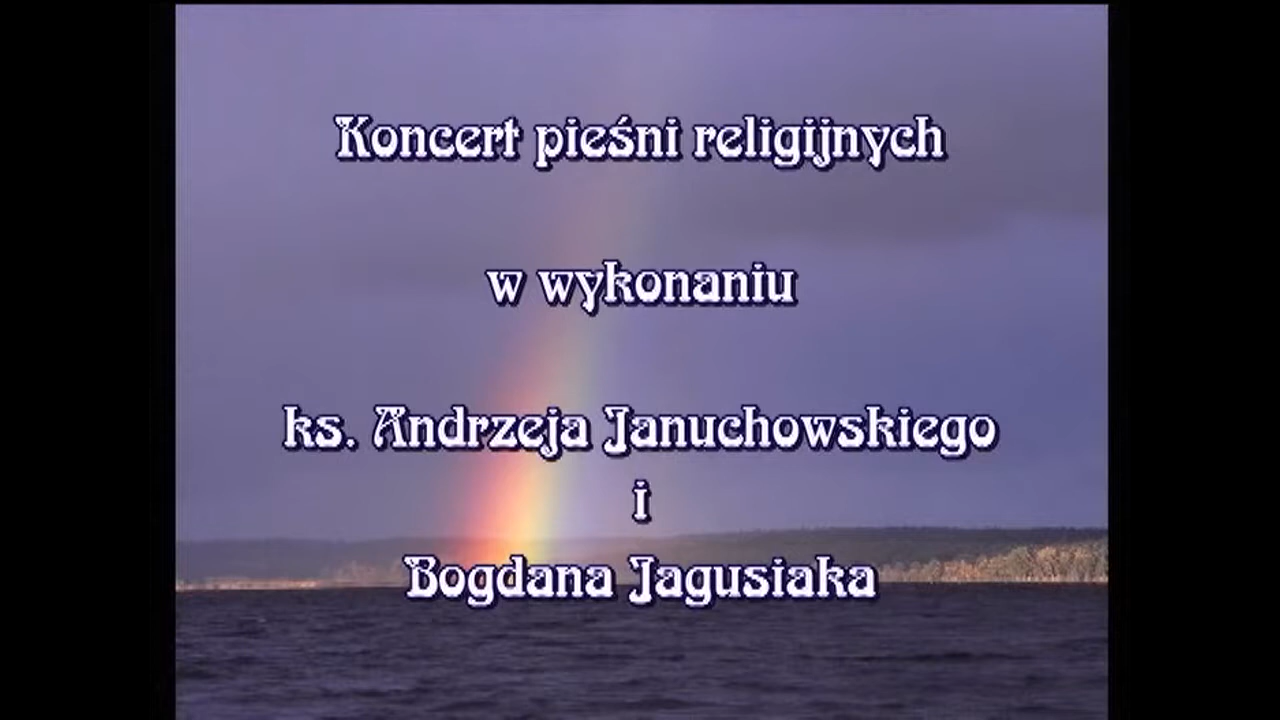 Koncert pieśni religijnych
w wykonaniu
ks. Andrzeja Januchowskiego
i
Bogdana Jagusiaka